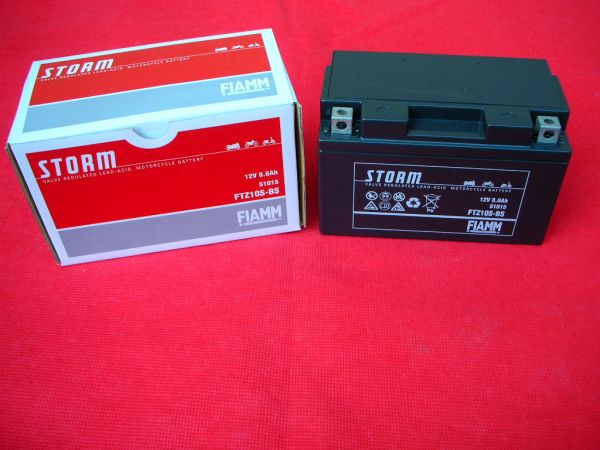 STORM
VALVE REGULATED LEAD-ACID MOTORCYCLE BATTERY
FIAMM
STORM
VALVE REGULATED LEAD-ACID MOTORCYCLE BATTERY
12V 8.6Ah
51015
FTZ10S-BS
FIAMM
STORM
VALVE REGULATED LEAD-ACID MOTORCYCLE BATTERY
12V 8.6Ah
51015
FTZ10S-BS
Pb
FIAMM